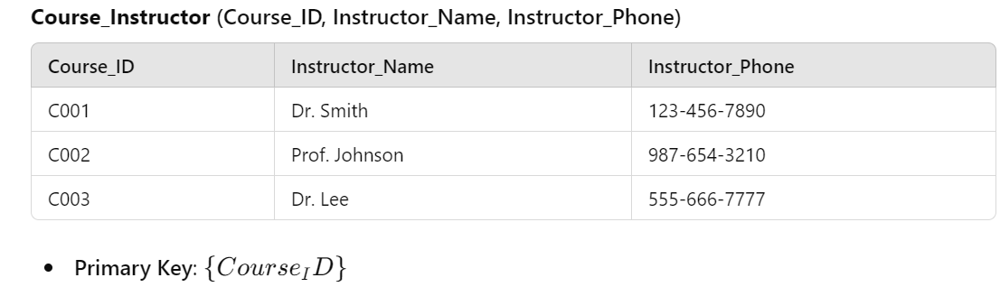 Course_Instructor (Course_ID, Instructor_Name, Instructor_Phone)
Course_ID Instructor_Name Instructor_Phone
C001 Dr. Smith 123-456-7890
C002 Prof. Johnson 987-654-3210
C003 Dr. Lee 555-666-7777
• Primary Key: {Course_ID}